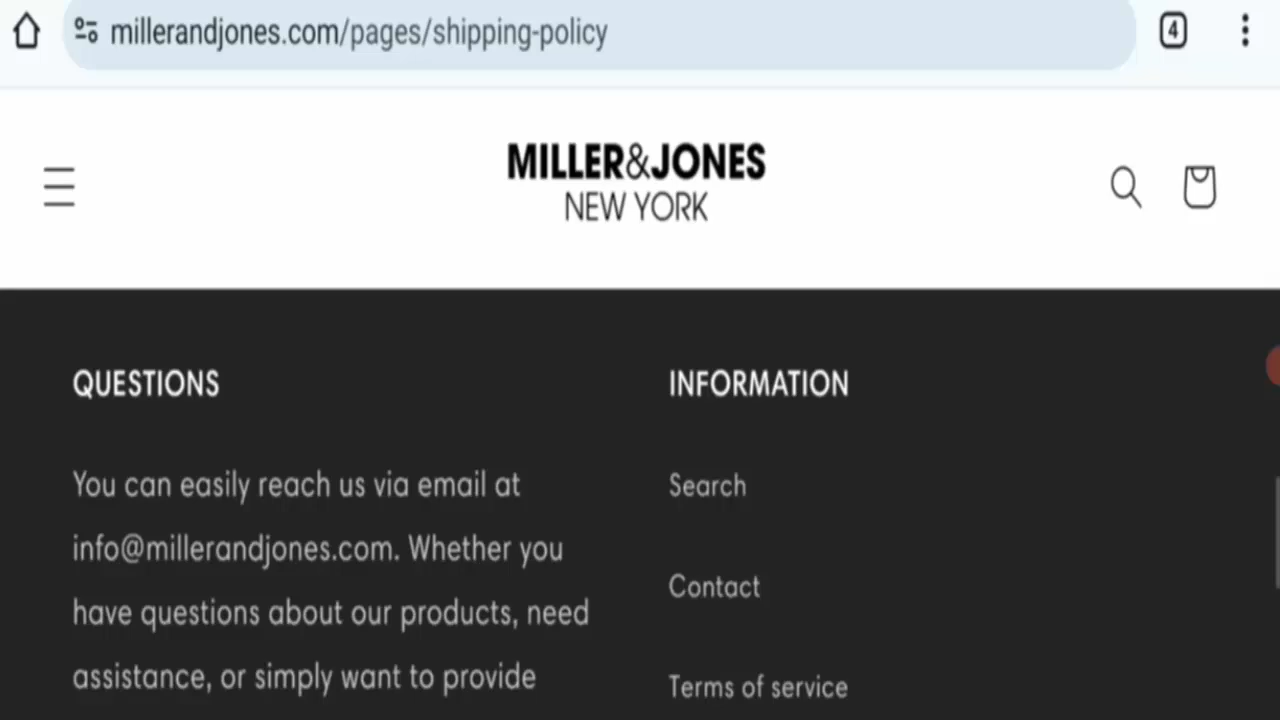 millerandjones.com/pages/shipping-policy
4
MILLER&JONES
NEW YORK
QUESTIONS
You can easily reach us via email at
info@millerandjones.com. Whether you
have questions about our products, need
assistance, or simply want to provide
INFORMATION
Search
Contact
Terms of service